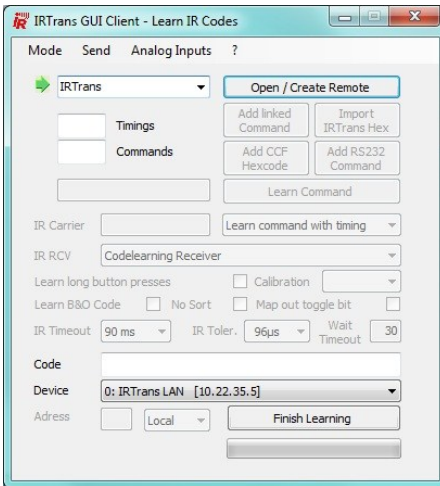 IRTrans GUI Client - Learn IR Codes
Mode Send Analog Inputs ?
IRTrans Open / Create Remote
Timings
Commands
Add linked Command
Import IRTrans Hex
Add CCF Hexcode
Add RS232 Command
Learn Command
IR Carrier Learn command with timing
IR RCV Codelearning Receiver
Learn long button presses Calibration
Learn B&O Code No Sort Map out toggle bit
IR Timeout 90 ms IR Toler. 96µs Wait Timeout 30
Code
Device 0: IRTrans LAN [10.22.35.5]
Adress Local Finish Learning